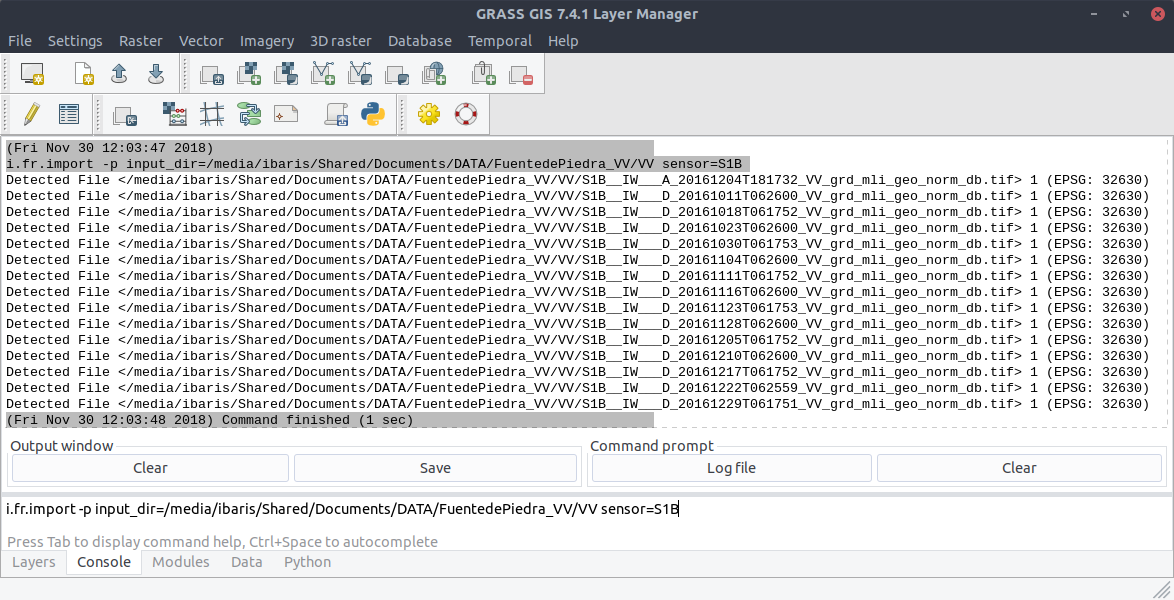 GRASS GIS 7.4.1 Layer Manager
File Settings Raster Vector Imagery 3D raster Database Temporal Help
(Fri Nov 30 12:03:47 2018)
i.fr.import -p input_dir=/media/ibaris/Shared/Documents/DATA/FuentedePiedra_VV/VV sensor=S1B
Detected File </media/ibaris/Shared/Documents/DATA/FuentedePiedra_VV/VV/S1B__IW___A_20161204T181732_VV_grd_mli_geo_norm_db.tif> 1 (EPSG: 32630)
Detected File </media/ibaris/Shared/Documents/DATA/FuentedePiedra_VV/VV/S1B__IW___D_20161011T062600_VV_grd_mli_geo_norm_db.tif> 1 (EPSG: 32630)
Detected File </media/ibaris/Shared/Documents/DATA/FuentedePiedra_VV/VV/S1B__IW___D_20161018T061752_VV_grd_mli_geo_norm_db.tif> 1 (EPSG: 32630)
Detected File </media/ibaris/Shared/Documents/DATA/FuentedePiedra_VV/VV/S1B__IW___D_20161023T062600_VV_grd_mli_geo_norm_db.tif> 1 (EPSG: 32630)
Detected File </media/ibaris/Shared/Documents/DATA/FuentedePiedra_VV/VV/S1B__IW___D_20161030T061753_VV_grd_mli_geo_norm_db.tif> 1 (EPSG: 32630)
Detected File </media/ibaris/Shared/Documents/DATA/FuentedePiedra_VV/VV/S1B__IW___D_20161104T062600_VV_grd_mli_geo_norm_db.tif> 1 (EPSG: 32630)
Detected File </media/ibaris/Shared/Documents/DATA/FuentedePiedra_VV/VV/S1B__IW___D_20161111T061752_VV_grd_mli_geo_norm_db.tif> 1 (EPSG: 32630)
Detected File </media/ibaris/Shared/Documents/DATA/FuentedePiedra_VV/VV/S1B__IW___D_20161116T062600_VV_grd_mli_geo_norm_db.tif> 1 (EPSG: 32630)
Detected File </media/ibaris/Shared/Documents/DATA/FuentedePiedra_VV/VV/S1B__IW___D_20161123T061753_VV_grd_mli_geo_norm_db.tif> 1 (EPSG: 32630)
Detected File </media/ibaris/Shared/Documents/DATA/FuentedePiedra_VV/VV/S1B__IW___D_20161128T062600_VV_grd_mli_geo_norm_db.tif> 1 (EPSG: 32630)
Detected File </media/ibaris/Shared/Documents/DATA/FuentedePiedra_VV/VV/S1B__IW___D_20161205T061752_VV_grd_mli_geo_norm_db.tif> 1 (EPSG: 32630)
Detected File </media/ibaris/Shared/Documents/DATA/FuentedePiedra_VV/VV/S1B__IW___D_20161210T062600_VV_grd_mli_geo_norm_db.tif> 1 (EPSG: 32630)
Detected File </media/ibaris/Shared/Documents/DATA/FuentedePiedra_VV/VV/S1B__IW___D_20161217T061752_VV_grd_mli_geo_norm_db.tif> 1 (EPSG: 32630)
Detected File </media/ibaris/Shared/Documents/DATA/FuentedePiedra_VV/VV/S1B__IW___D_20161222T062559_VV_grd_mli_geo_norm_db.tif> 1 (EPSG: 32630)
Detected File </media/ibaris/Shared/Documents/DATA/FuentedePiedra_VV/VV/S1B__IW___D_20161229T061751_VV_grd_mli_geo_norm_db.tif> 1 (EPSG: 32630)
(Fri Nov 30 12:03:48 2018) Command finished (1 sec)
Output window Command prompt
Clear Save Log file Clear
i.fr.import -p input_dir=/media/ibaris/Shared/Documents/DATA/FuentedePiedra_VV/VV sensor=S1B
Press Tab to display command help, Ctrl+Space to autocomplete
Layers Console Modules Data Python